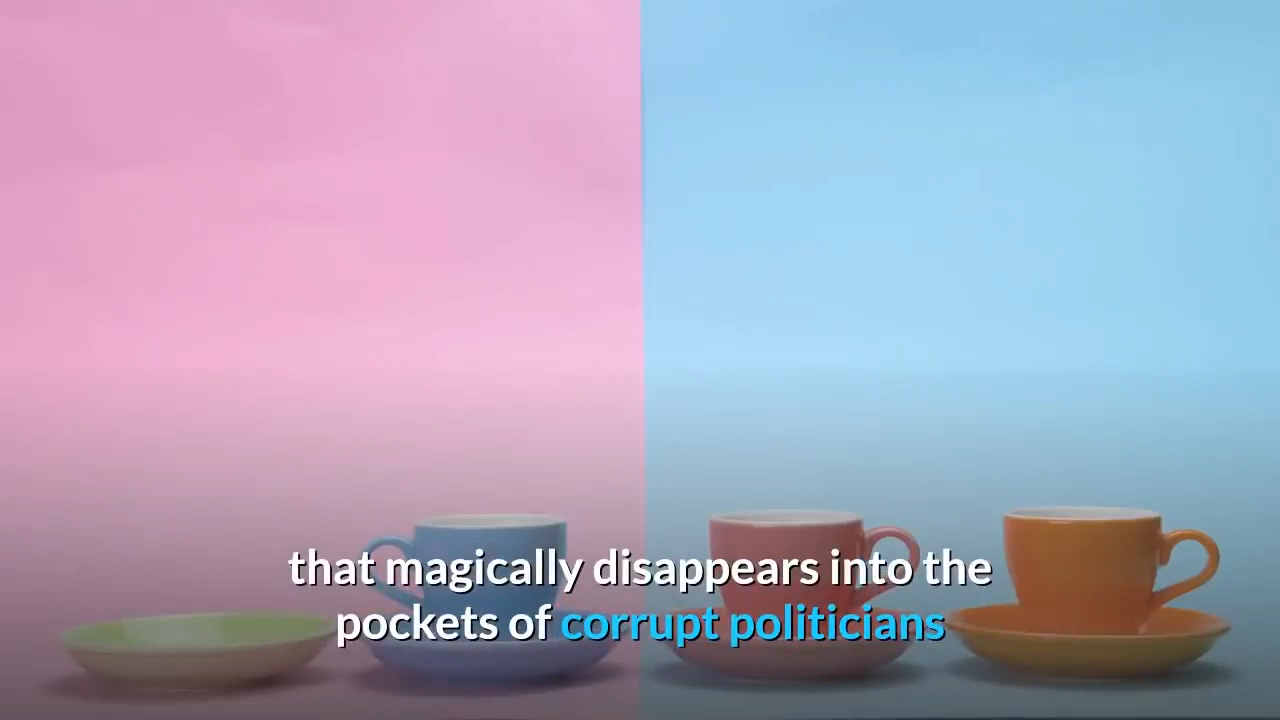 that magically disappears into the
pockets of corrupt politicians